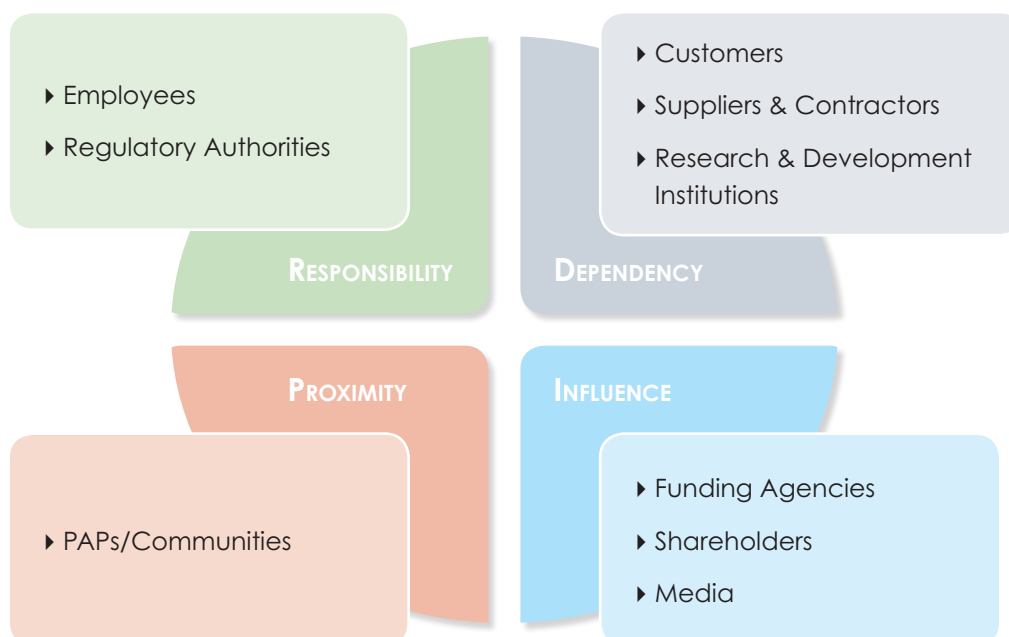 ▸ Employees
▸ Regulatory Authorities
RESPONSIBILITY
▸ Customers
▸ Suppliers & Contractors
▸ Research & Development
Institutions
DEPENDENCY
PROXIMITY
▸ PAPs/Communities
INFLUENCE
▸ Funding Agencies
▸ Shareholders
▸ Media